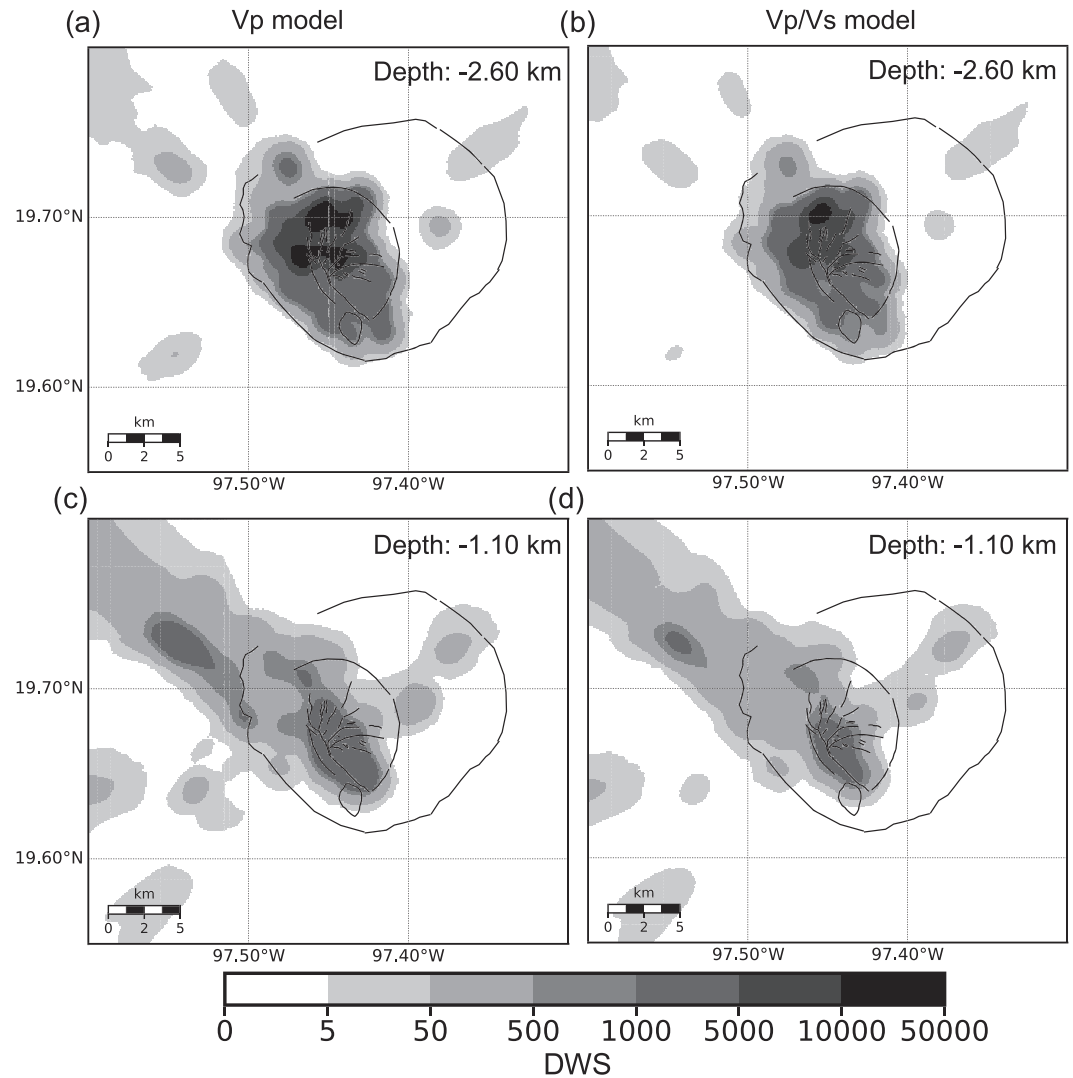 (a) Vp model (b) Vp/Vs model
Depth: -2.60 km Depth: -2.60 km
19.70°N
19.60°N
km km
0 2 5 0 2 5
97.50°W 97.40°W 97.50°W 97.40°W
(c) (d)
Depth: -1.10 km Depth: -1.10 km
19.70°N
19.60°N
km km
0 2 5 0 2 5
97.50°W 97.40°W 97.50°W 97.40°W
0 5 50 500 1000 5000 10000 50000
DWS